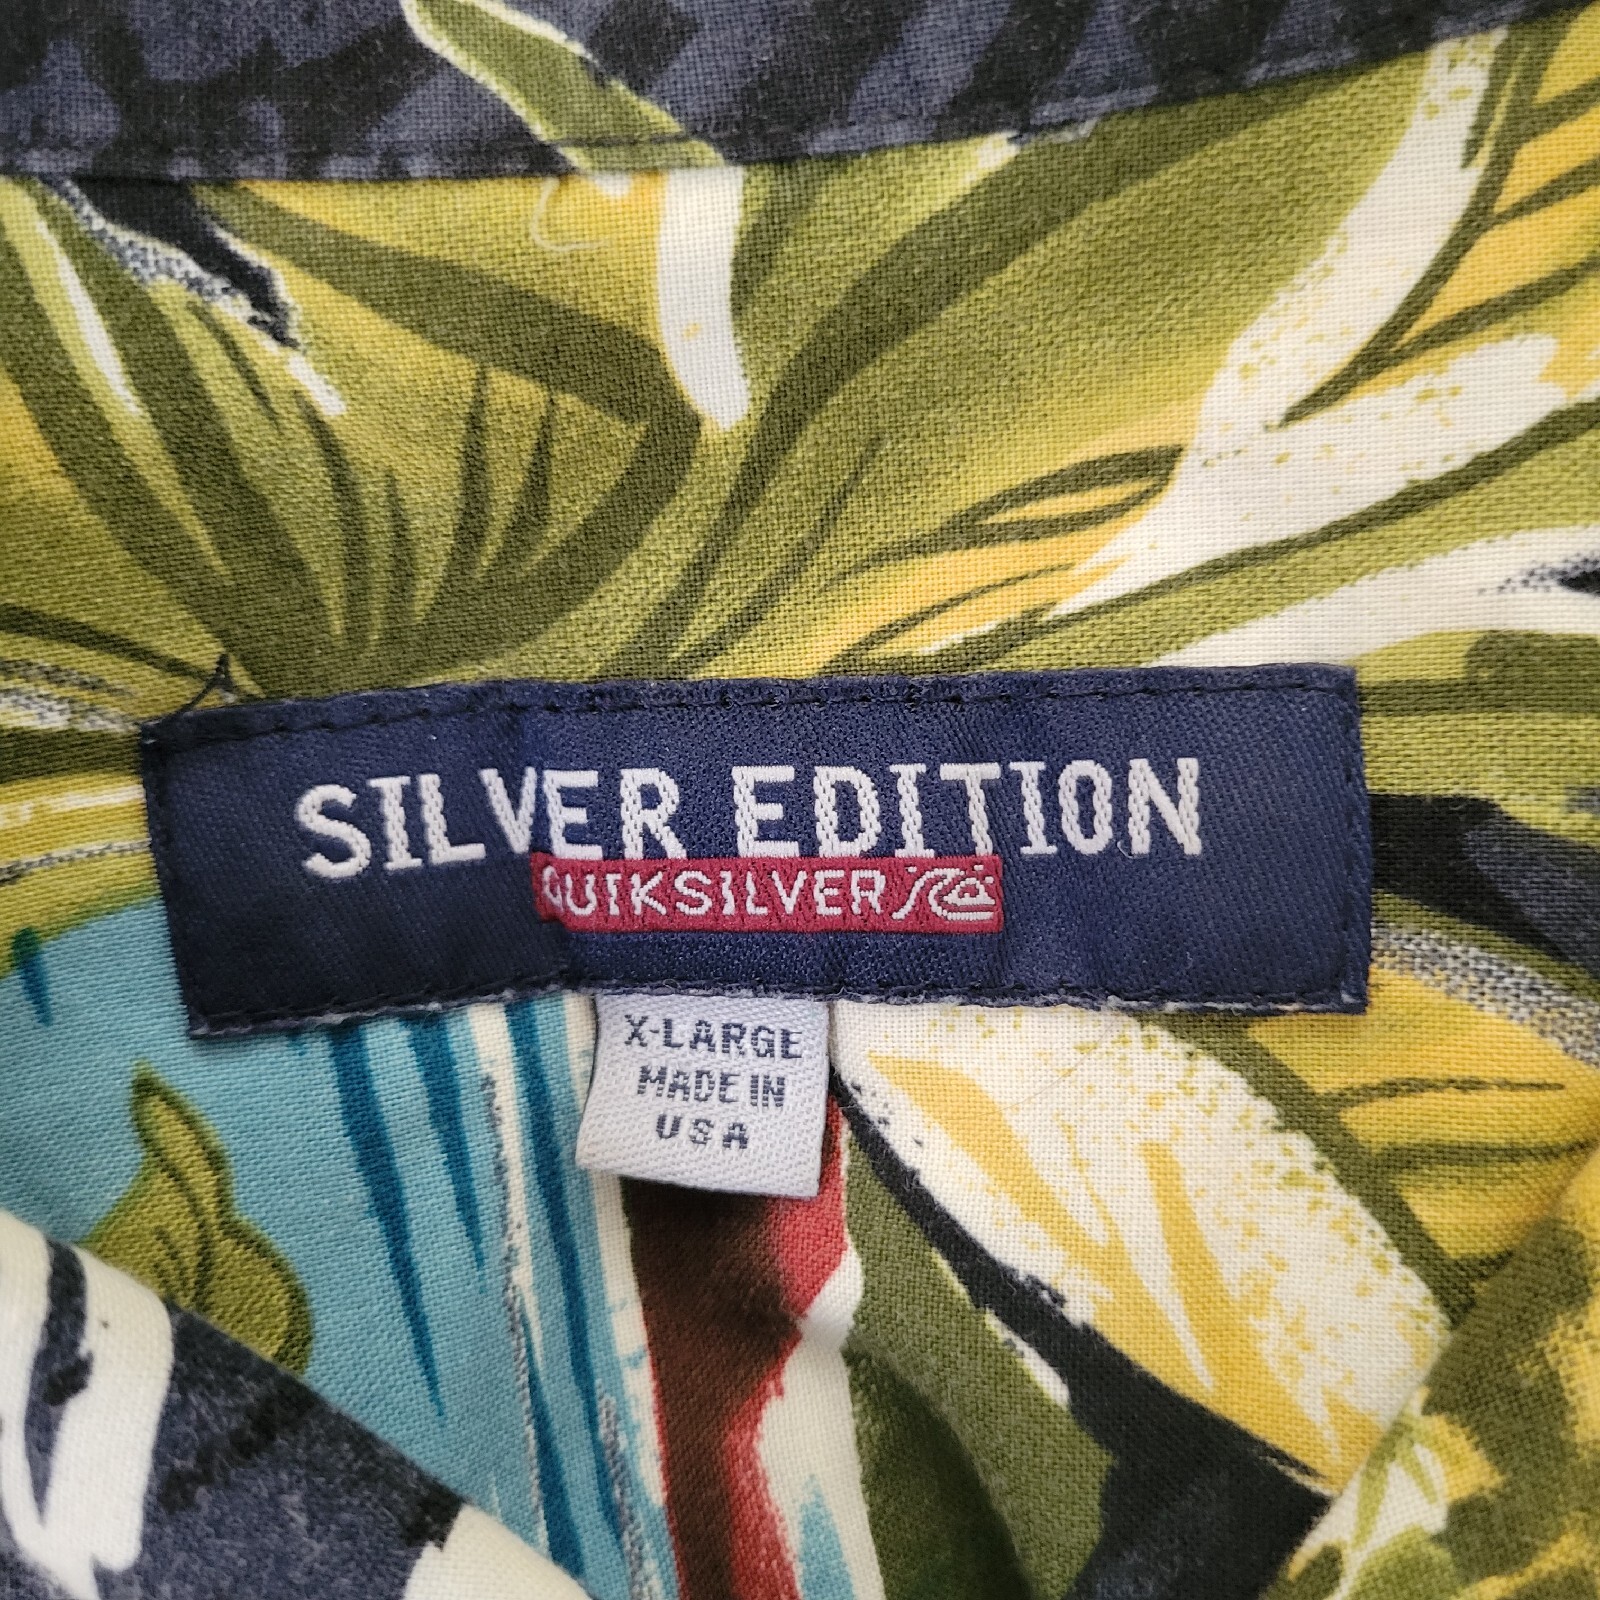 SILVER EDITION
QUIKSILVER
X-LARGE
MADE IN
USA